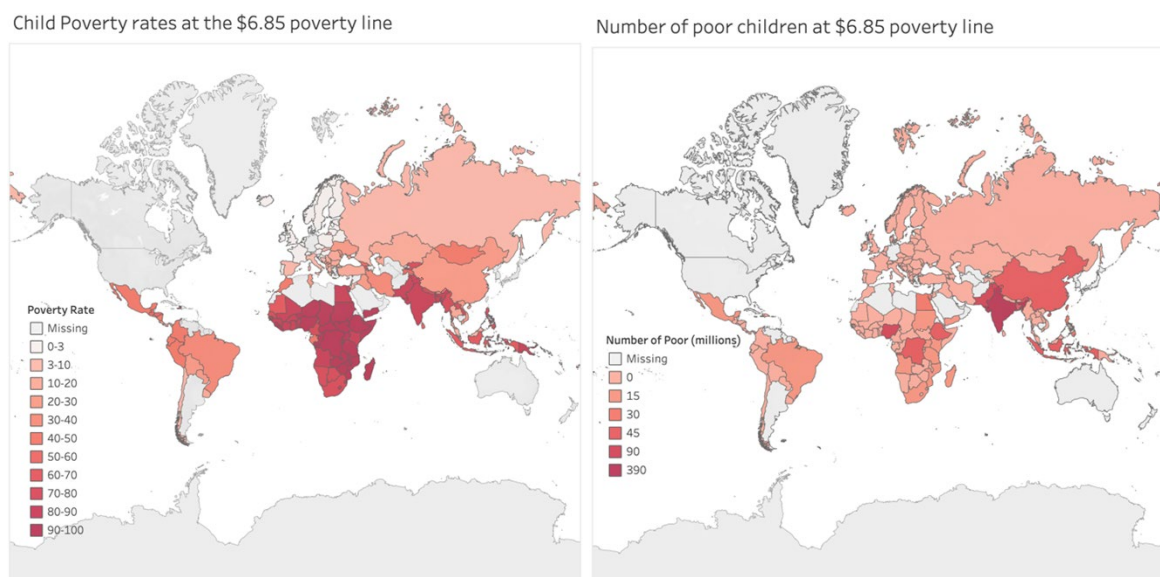 Child Poverty rates at the $6.85 poverty line
Poverty Rate
Missing
0-3
3-10
10-20
20-30
30-40
40-50
50-60
60-70
70-80
80-90
90-100
Number of poor children at $6.85 poverty line
Number of Poor (millions)
Missing
0
15
30
45
90
390